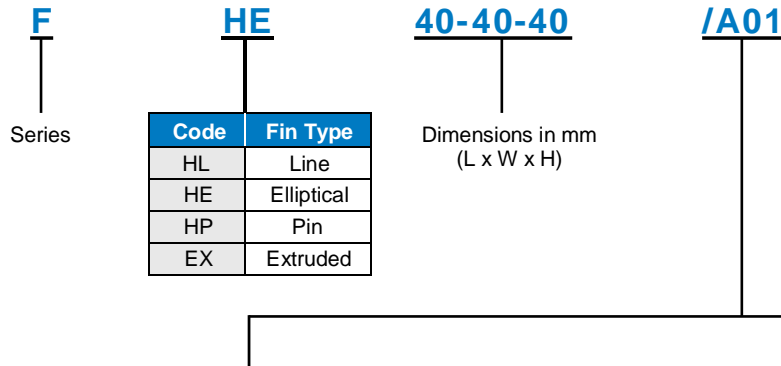 F HE 40-40-40 /A01
Series
Code Fin Type
HL Line
HE Elliptical
HP Pin
EX Extruded
Dimensions in mm
(L x W x H)